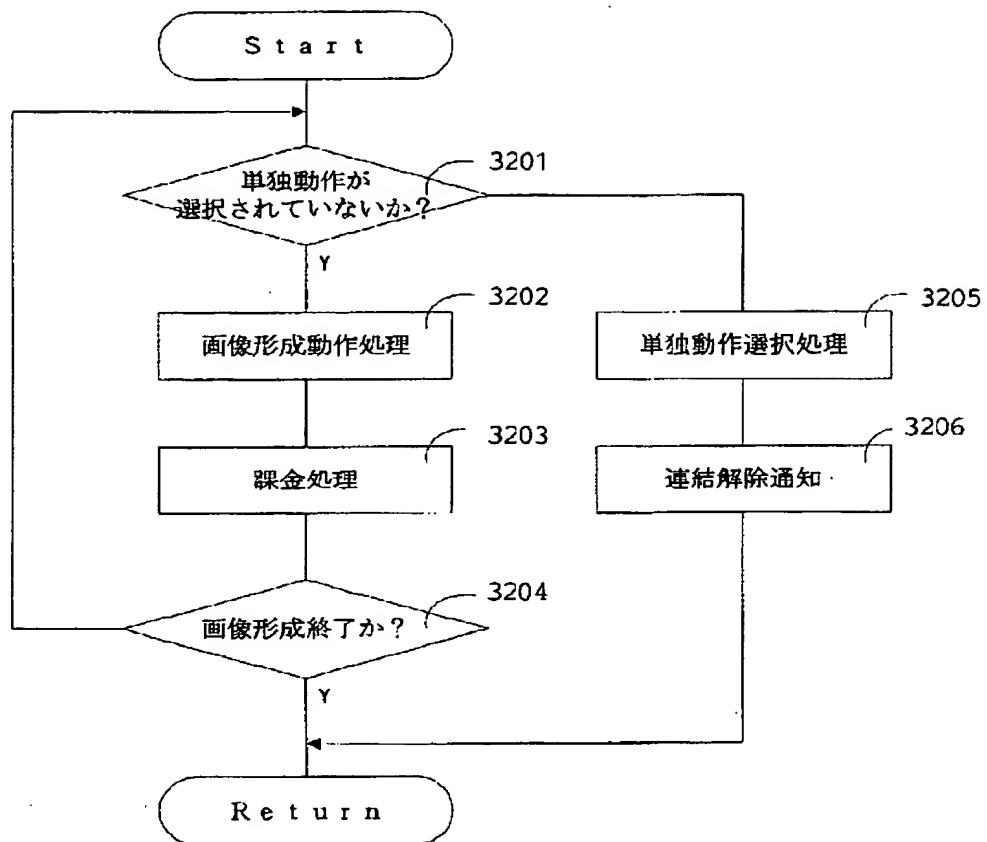 Start
3201
単独動作が
選択されていないか？
Y
3202
画像形成動作処理
3203
課金処理
3204
画像形成終了か？
Y
3205
単独動作選択処理
3206
連結解除通知
Return